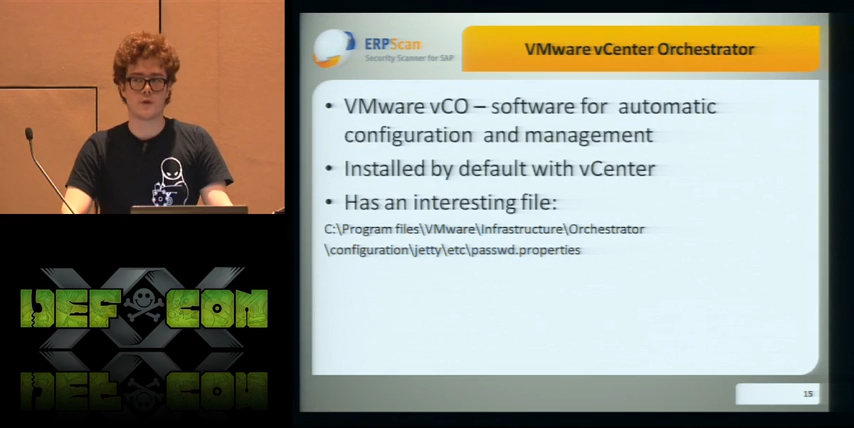 ERPScan
Security Scanner for SAP
VMware vCenter Orchestrator
• VMware vCO – software for automatic
configuration and management
• Installed by default with vCenter
• Has an interesting file:
C:\Program files\VMware\Infrastructure\Orchestrator
\configuration\jetty\etc\passwd.properties
15
XX
DEF CON